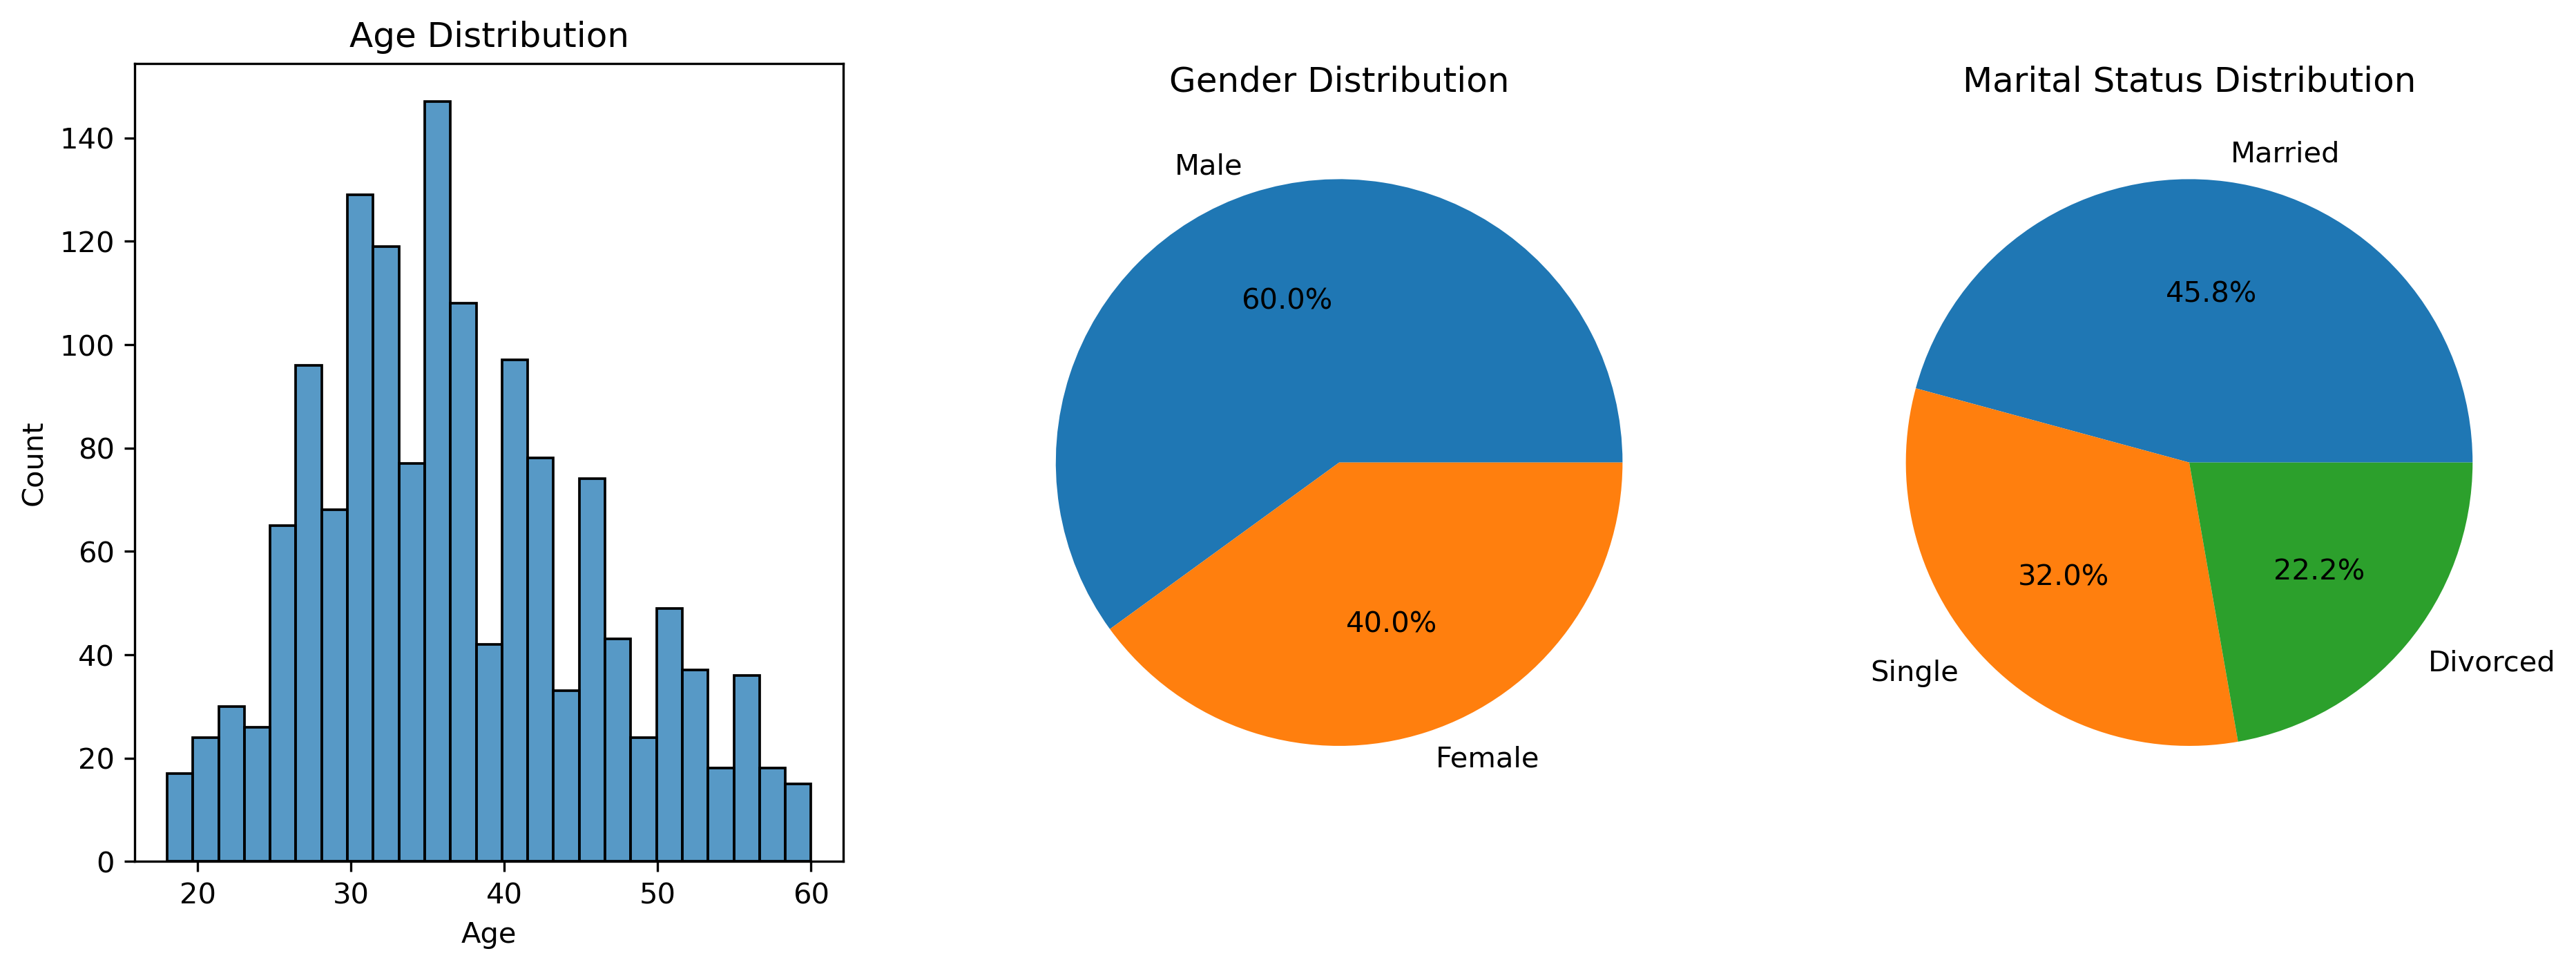 Age Distribution
140
120
100
80
60
40
20
0
Count
20 30 40 50 60
Age
Gender Distribution
Male
60.0%
40.0%
Female
Marital Status Distribution
Married
45.8%
32.0%
22.2%
Single
Divorced